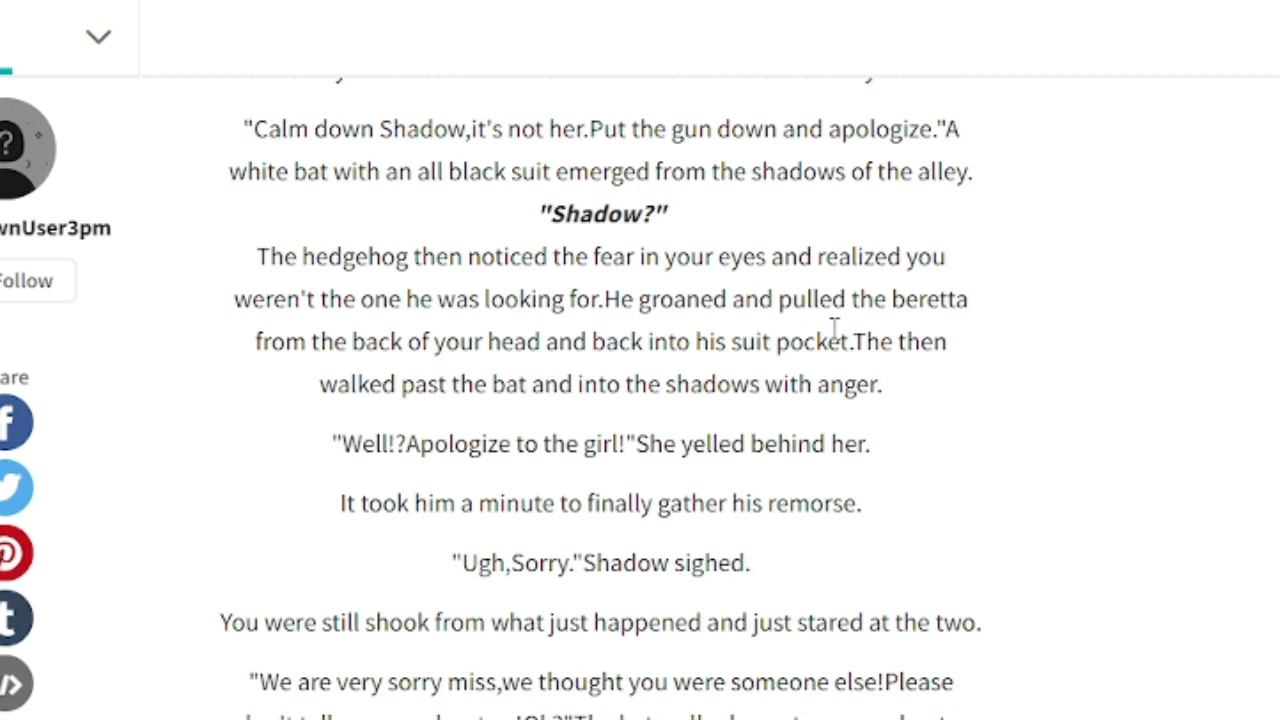 "Calm down Shadow,it's not her.Put the gun down and apologize."A
white bat with an all black suit emerged from the shadows of the alley.
"Shadow?"
The hedgehog then noticed the fear in your eyes and realized you
weren't the one he was looking for.He groaned and pulled the beretta
from the back of your head and back into his suit pocket.The then
walked past the bat and into the shadows with anger.
"Well!?Apologize to the girl!"She yelled behind her.
It took him a minute to finally gather his remorse.
"Ugh,Sorry."Shadow sighed.
You were still shook from what just happened and just stared at the two.
"We are very sorry miss,we thought you were someone else!Please
wnUser3pm
Follow
are